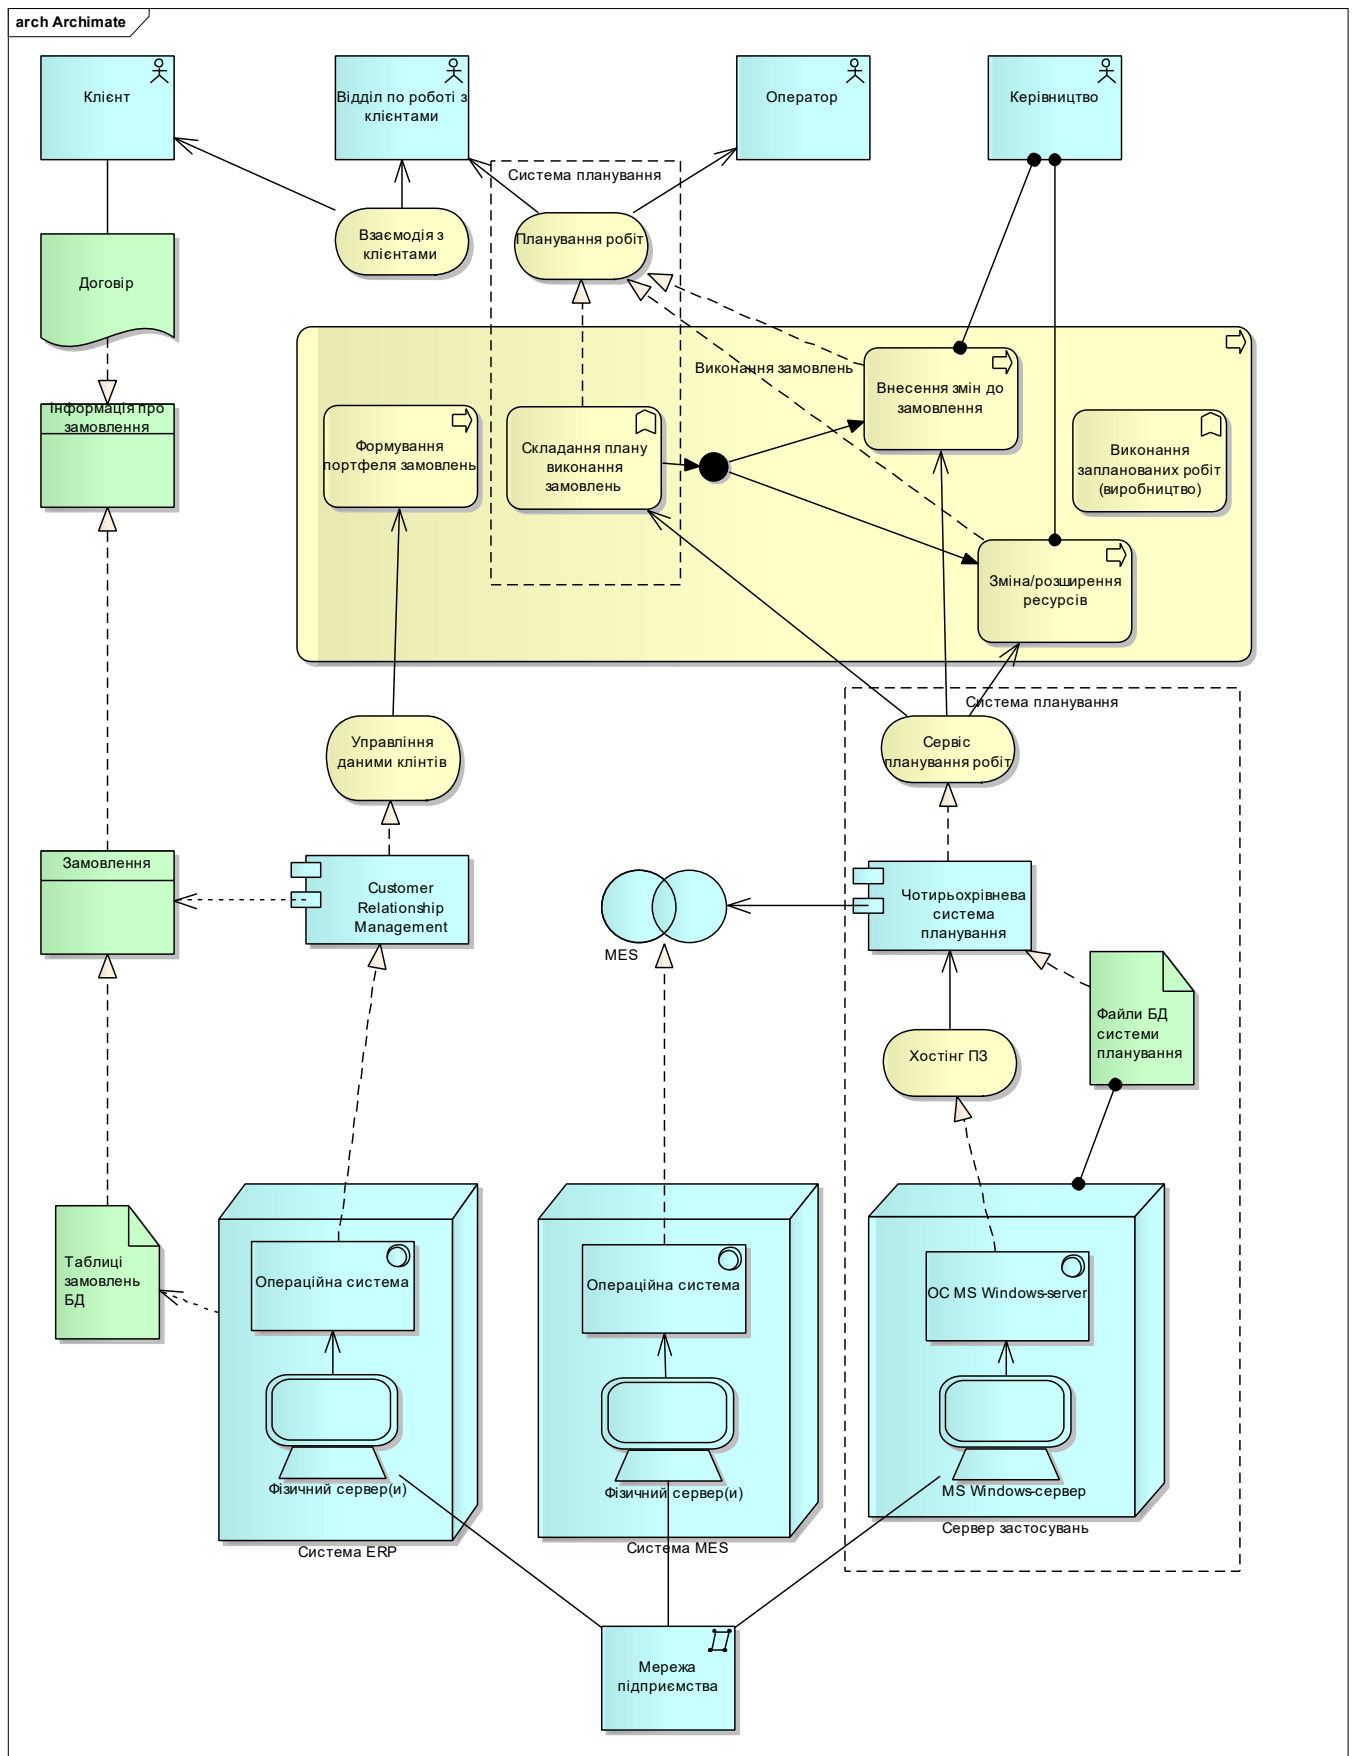 arch Archimate
Клієнт
Відділ по роботі з
клієнтами
Оператор
Керівництво
Система планування
Взаємодія з
клієнтами
Планування робіт
Договір
Виконання замовлень
Внесення змін до
замовлення
Інформація про
замовлення
Формування
портфеля замовлень
Складання плану
виконання
замовлень
Виконання
запланованих робіт
(виробництво)
Зміна/розширення
ресурсів
Система планування
Управління
даними клінтів
Сервіс
планування робіт
Замовлення
Customer
Relationship
Management
MES
Чотирьохрівнева
система
планування
Файли БД
системи
планування
Хостінг ПЗ
Таблиці
замовлень
БД
Операційна система
Операційна система
ОС MS Windows-server
Фізичний сервер(и)
Фізичний сервер(и)
MS Windows-сервер
Система ERP
Система MES
Сервер застосувань
Мережа
підприємства